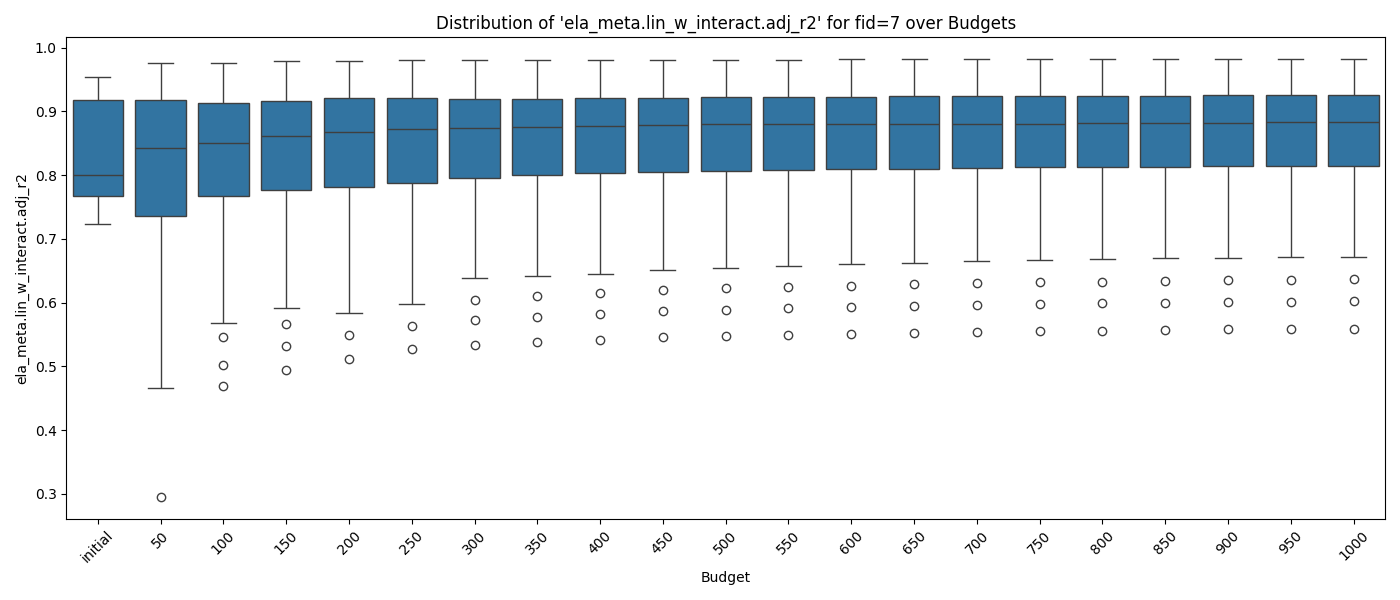 Distribution of 'ela_meta.lin_w_interact.adj_r2' for fid=7 over Budgets
ela_meta.lin_w_interact.adj_r2
1.0
0.9
0.8
0.7
0.6
0.5
0.4
0.3
initial 50 100 150 200 250 300 350 400 450 500 550 600 650 700 750 800 850 900 950 1000
Budget